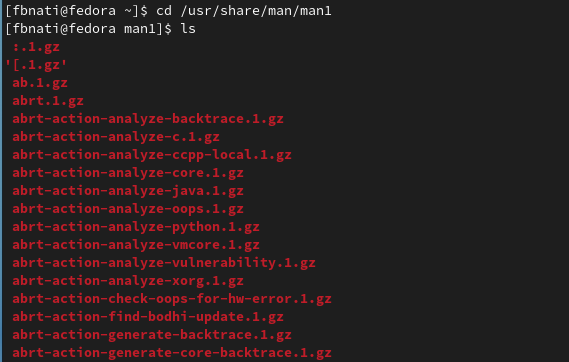 [fbnati@fedora ~]$ cd /usr/share/man/man1
[fbnati@fedora man1]$ ls
:.1.gz
'[.1.gz'
ab.1.gz
abrt.1.gz
abrt-action-analyze-backtrace.1.gz
abrt-action-analyze-c.1.gz
abrt-action-analyze-ccpp-local.1.gz
abrt-action-analyze-core.1.gz
abrt-action-analyze-java.1.gz
abrt-action-analyze-oops.1.gz
abrt-action-analyze-python.1.gz
abrt-action-analyze-vmcore.1.gz
abrt-action-analyze-vulnerability.1.gz
abrt-action-analyze-xorg.1.gz
abrt-action-check-oops-for-hw-error.1.gz
abrt-action-find-bodhi-update.1.gz
abrt-action-generate-backtrace.1.gz
abrt-action-generate-core-backtrace.1.gz